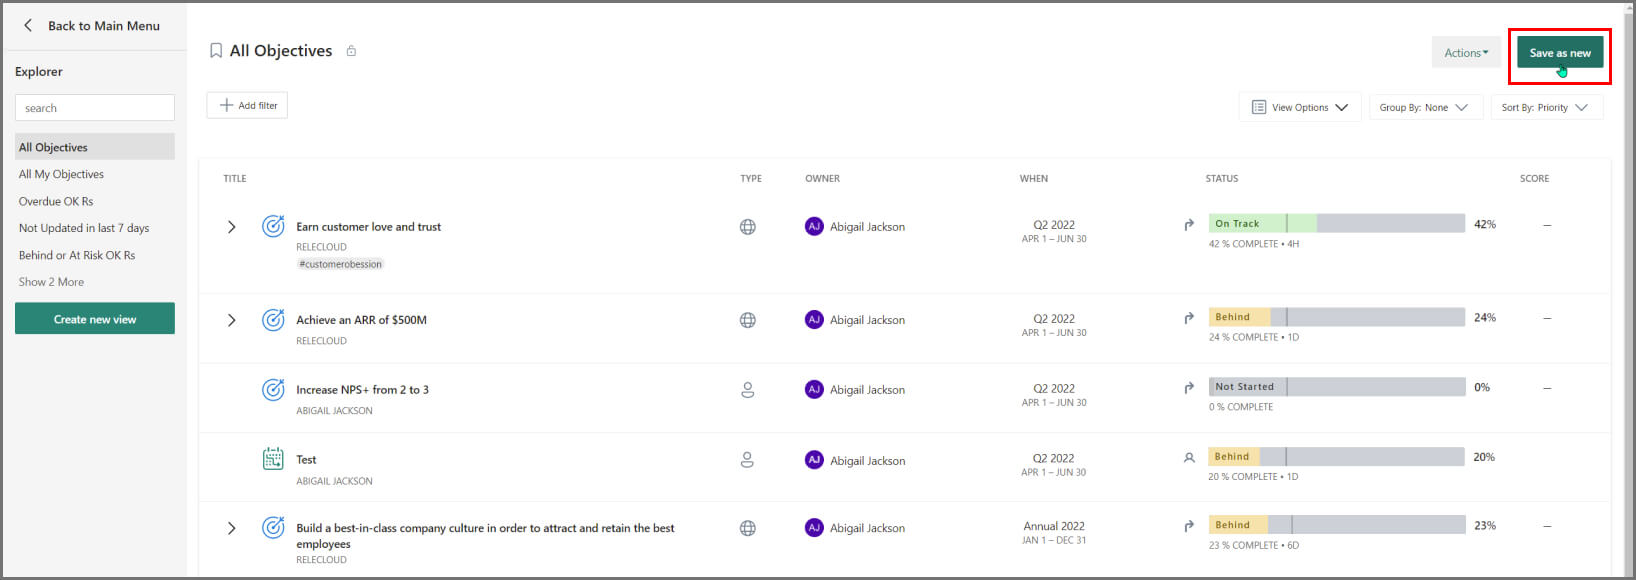 Back to Main Menu
Explorer
search
All Objectives
All My Objectives
Overdue OK Rs
Not Updated in last 7 days
Behind or At Risk OK Rs
Show 2 More
Create new view
All Objectives
Actions
Save as new
Add filter
View Options
Group By: None
Sort By: Priority
TITLE TYPE OWNER WHEN STATUS SCORE
Earn customer love and trust AJ Abigail Jackson Q2 2022 On Track 42% —
RELECLOUD APR 1 – JUN 30 42 % COMPLETE • 4H
#customerobession
Achieve an ARR of $500M AJ Abigail Jackson Q2 2022 Behind 24% —
RELECLOUD APR 1 – JUN 30 24 % COMPLETE • 1D
Increase NPS+ from 2 to 3 AJ Abigail Jackson Q2 2022 Not Started 0% —
ABIGAIL JACKSON APR 1 – JUN 30 0 % COMPLETE
Test AJ Abigail Jackson Q2 2022 Behind 20%
ABIGAIL JACKSON APR 1 – JUN 30 20 % COMPLETE • 1D
Build a best-in-class company culture in order to attract and retain the best AJ Abigail Jackson Annual 2022 Behind 23% —
employees JAN 1 – DEC 31 23 % COMPLETE • 6D
RELECLOUD